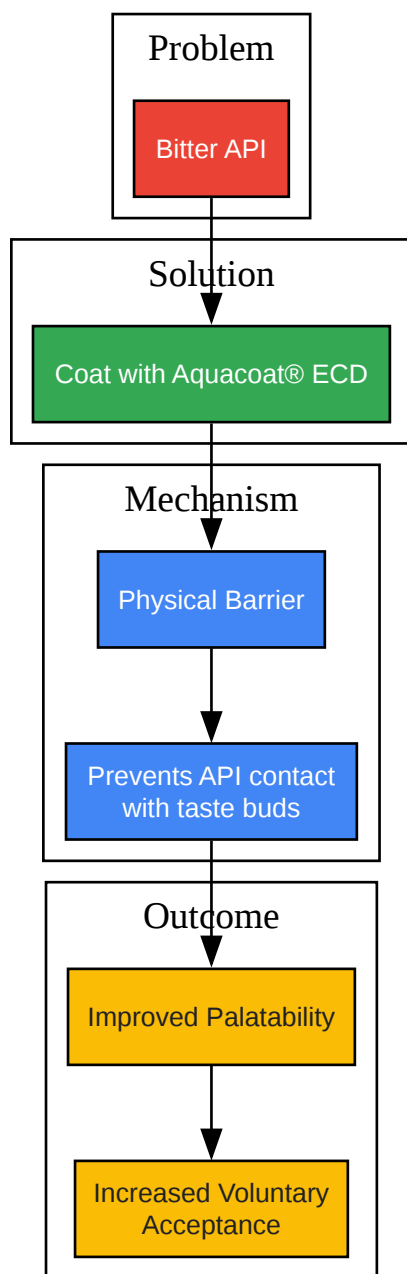 Problem
Bitter API
Solution
Coat with Aquacoat® ECD
Mechanism
Physical Barrier
Prevents API contact
with taste buds
Outcome
Improved Palatability
Increased Voluntary
Acceptance